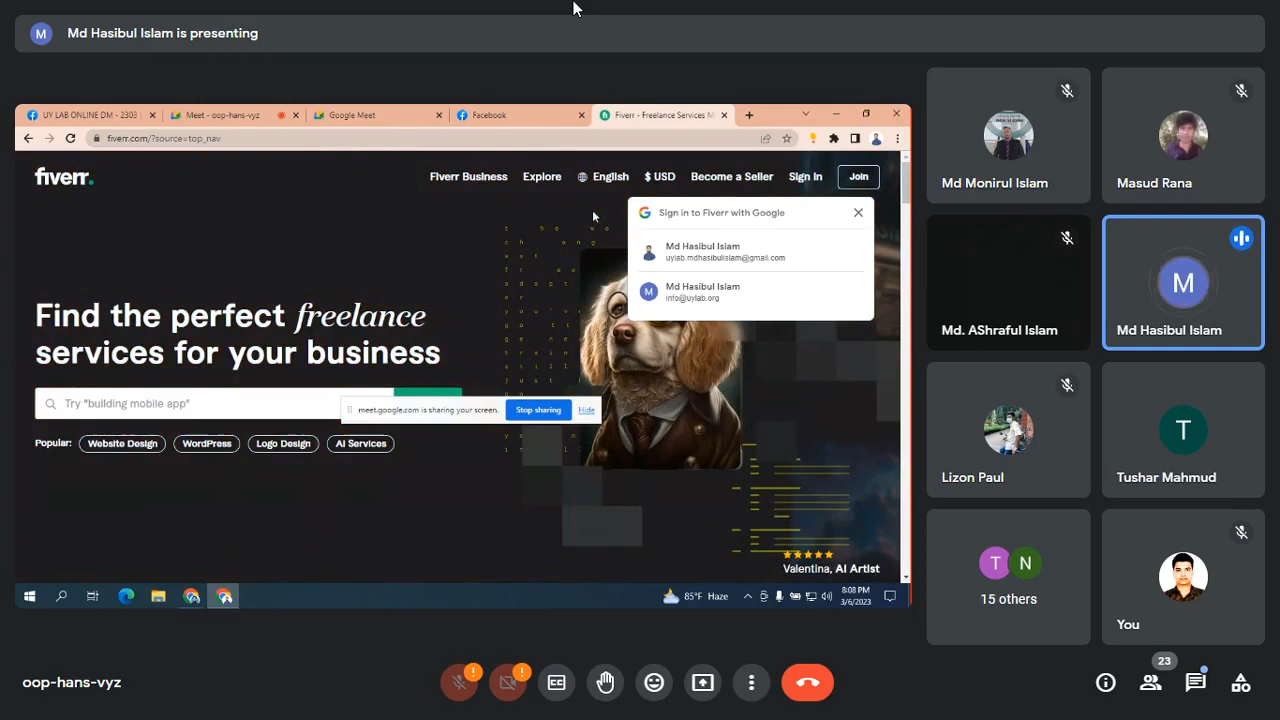 M Md Hasibul Islam is presenting
UY LAB ONLINE DM - 2303
Meet - oop-hans-vyz
Google Meet
Facebook
Fiverr - Freelance Services M
fiverr.com/?source=top_nav
fiverr.
Fiverr Business
Explore
English
$ USD
Become a Seller
Sign In
Join
Sign in to Fiverr with Google
Md Hasibul Islam
uylab.mdhasibulislam@gmail.com
M Md Hasibul Islam
info@uylab.org
Find the perfect freelance
services for your business
Try "building mobile app"
meet.google.com is sharing your screen.
Stop sharing
Hide
Popular:
Website Design
WordPress
Logo Design
AI Services
Valentina, AI Artist
85°F Haze
8:08 PM
3/6/2023
Md Monirul Islam
Masud Rana
Md. AShraful Islam
M
Md Hasibul Islam
Lizon Paul
T
Tushar Mahmud
T N
15 others
You
oop-hans-vyz
23